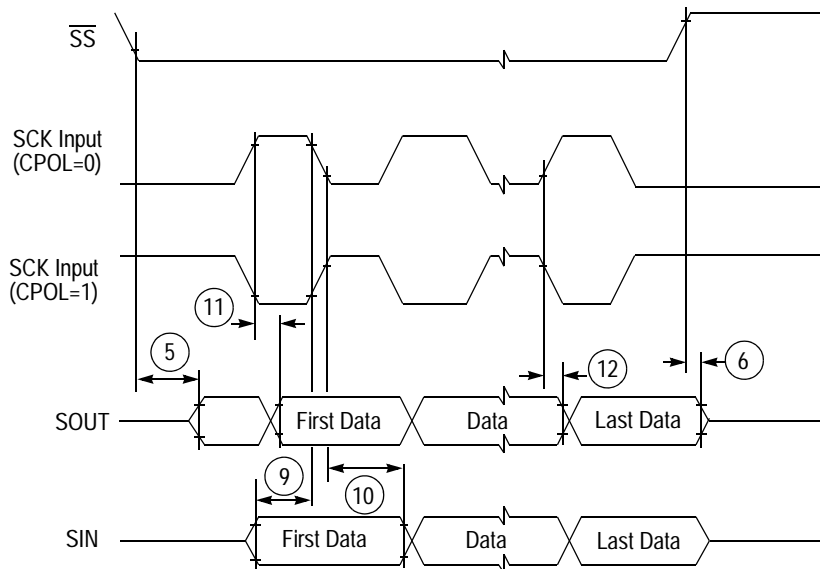 SS
SCK Input
(CPOL=0)
SCK Input
(CPOL=1)
11
5
12
6
SOUT
First Data
Data
Last Data
9
10
SIN
First Data
Data
Last Data